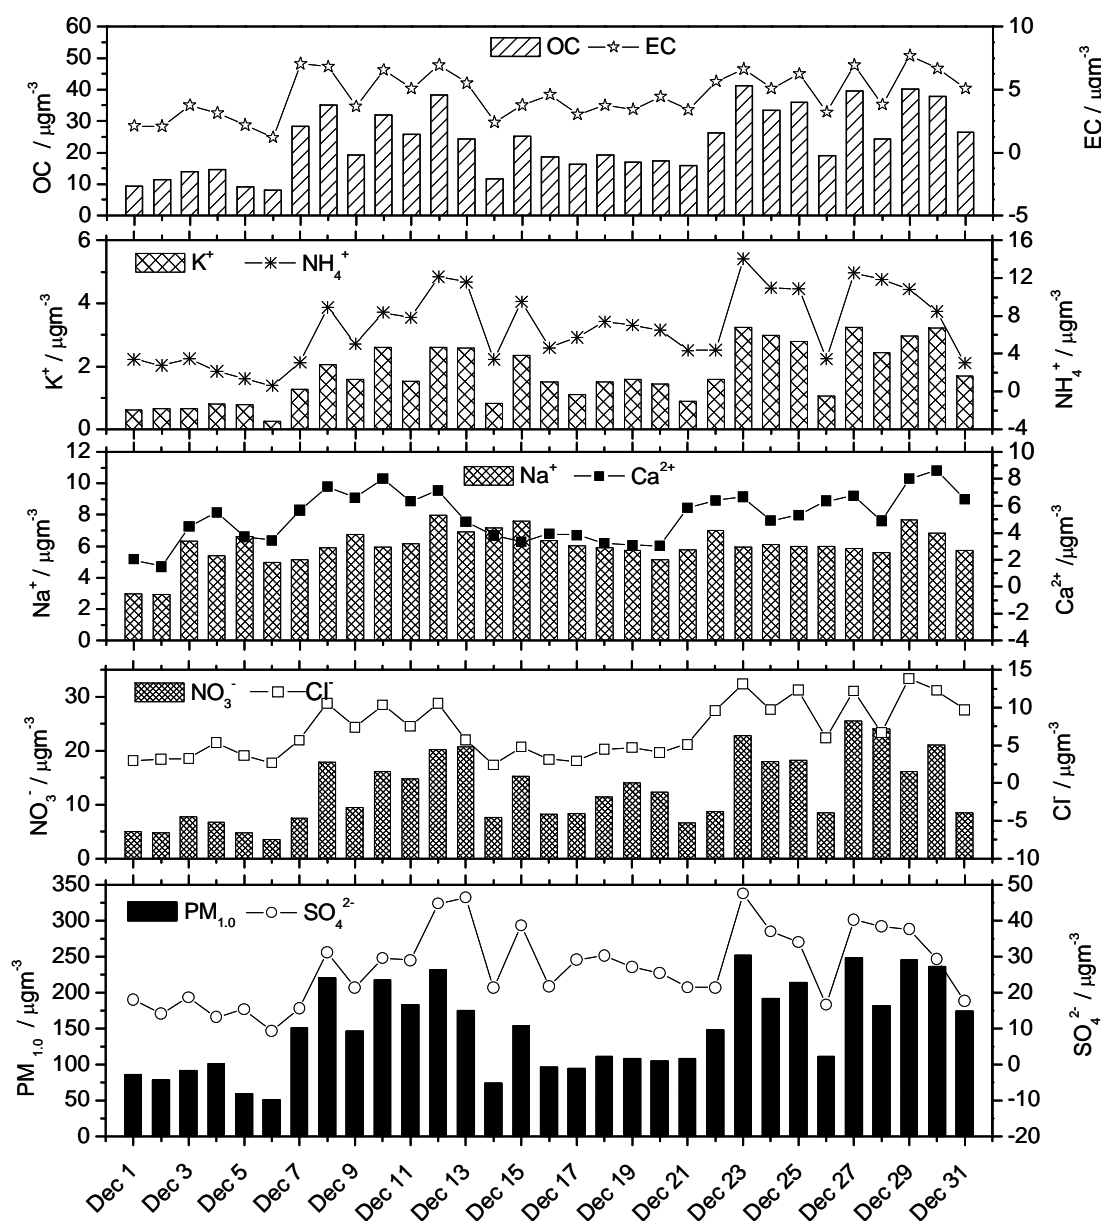 60
50
40
30
20
10
0
OC / µgm⁻³
OC
EC
10
5
0
-5
EC / µgm⁻³
6
4
2
0
K⁺ / µgm⁻³
K⁺
NH₄⁺
16
12
8
4
0
-4
NH₄⁺ / µgm⁻³
12
10
8
6
4
2
0
Na⁺ / µgm⁻³
Na⁺
Ca²⁺
10
8
6
4
2
0
-2
-4
Ca²⁺ /µgm⁻³
30
20
10
0
NO₃⁻ / µgm⁻³
NO₃⁻
Cl⁻
15
10
5
0
-5
-10
Cl⁻ / µgm⁻³
350
300
250
200
150
100
50
0
PM₁.₀ / µgm⁻³
PM₁.₀
SO₄²⁻
50
40
30
20
10
0
-10
-20
SO₄²⁻ / µgm⁻³
Dec 1
Dec 3
Dec 5
Dec 7
Dec 9
Dec 11
Dec 13
Dec 15
Dec 17
Dec 19
Dec 21
Dec 23
Dec 25
Dec 27
Dec 29
Dec 31